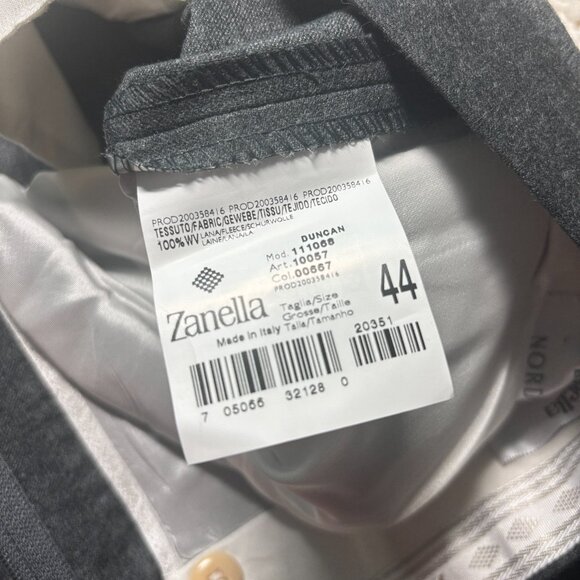 PROD200358416 PROD200358416 PROD200358416
TESSUTO/FABRIC/GEWEBE/TISSU/TEJIDO/TECIDO
100%WV LANA/FLEECE/SCHURWOLLE
LAINE/LANA/LA
DUNCAN
Mod. 111068
Art. 10057
Col. 00667
PROD200358416
44
Zanella
Taglia/Size
Grosse/Taille
Made in Italy Talla/Tamanho
20351
7 05066 32128 0
NORD
ella